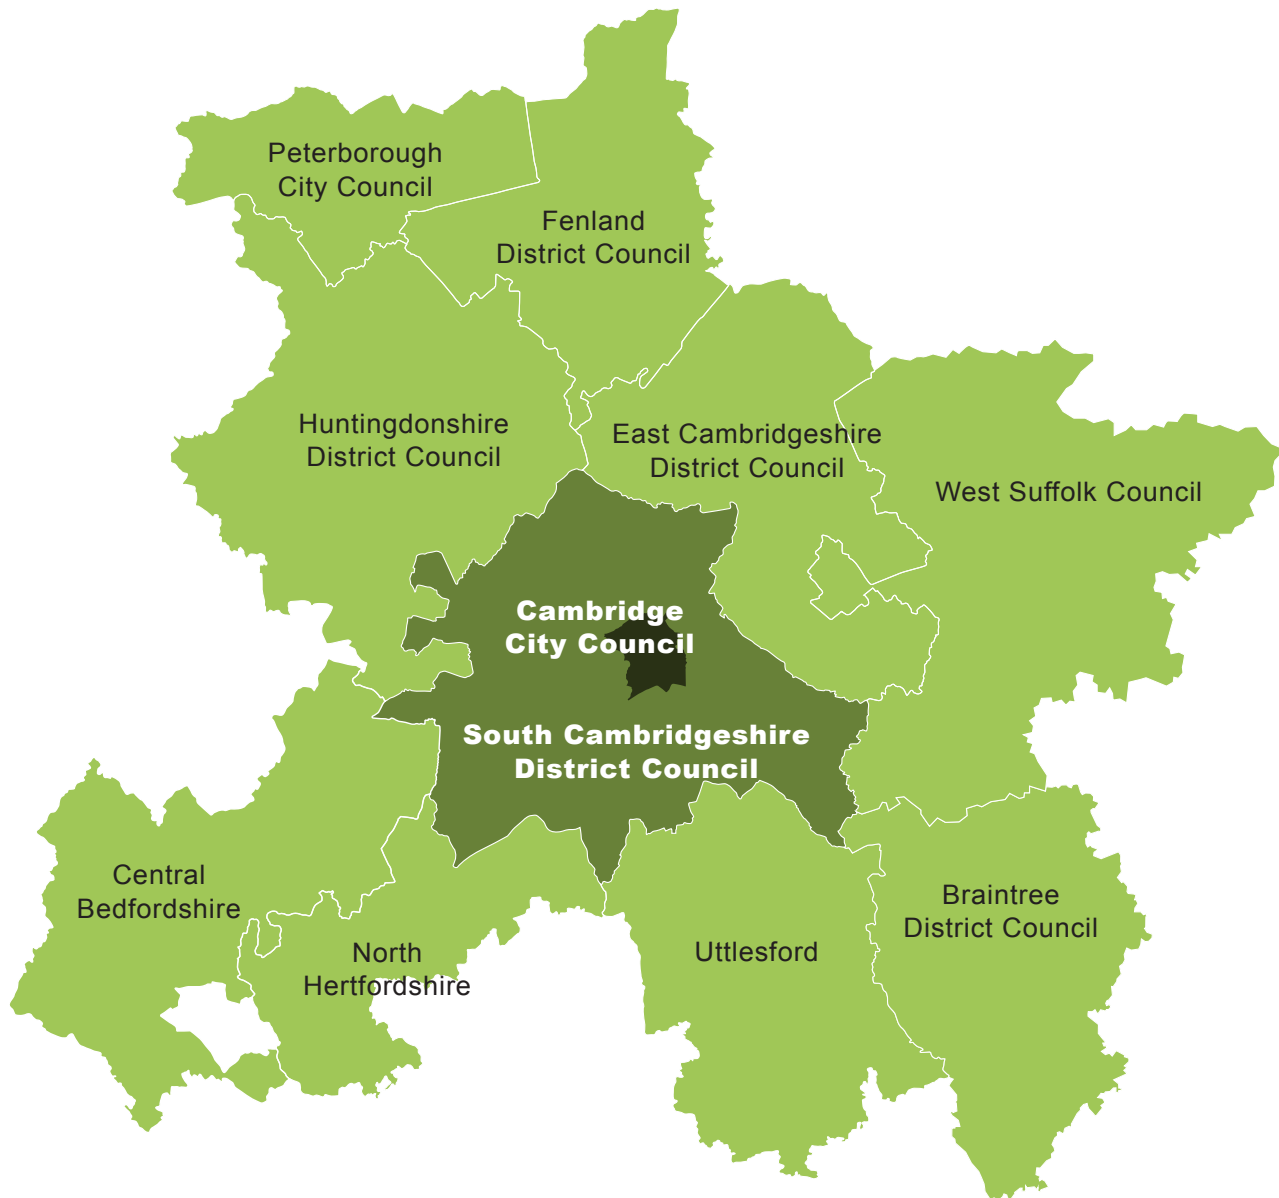 Peterborough
City Council
Fenland
District Council
Huntingdonshire
District Council
East Cambridgeshire
District Council
West Suffolk Council
Cambridge
City Council
South Cambridgeshire
District Council
Central
Bedfordshire
North
Hertfordshire
Uttlesford
Braintree
District Council